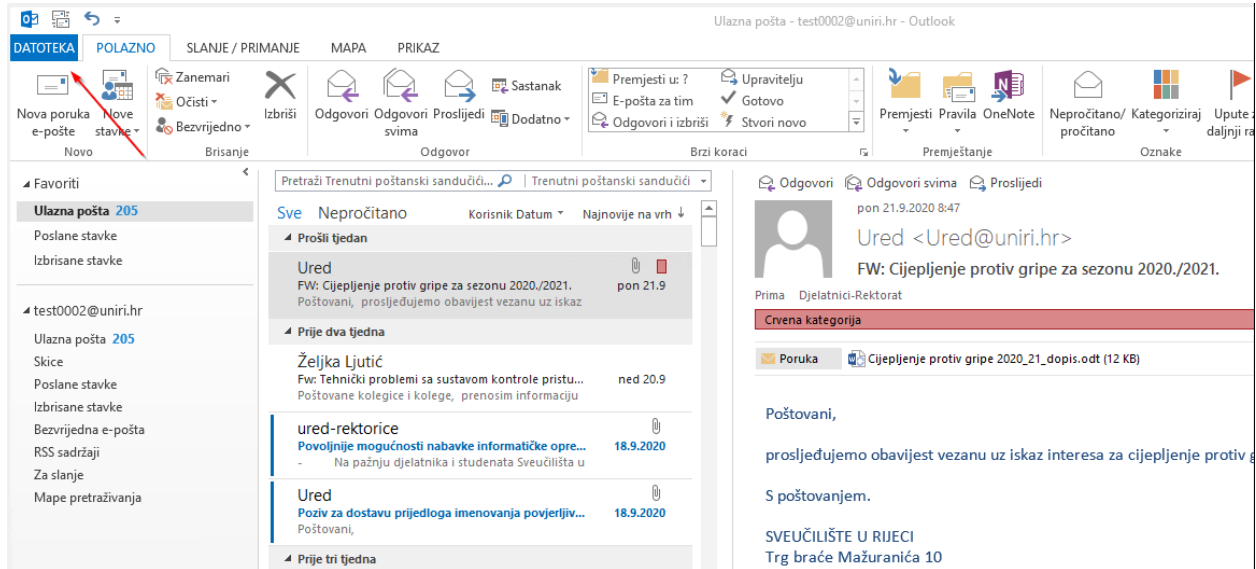 Ulazna pošta - test0002@uniri.hr - Outlook
DATOTEKA POLAZNO SLANJE / PRIMANJE MAPA PRIKAZ
Nova poruka e-pošte
Nove stavke
Novo
Zanemari
Očisti
Bezvrijedno
Izbriši
Brisanje
Odgovori
Odgovori svima
Proslijedi
Sastanak
Dodatno
Odgovor
Premjesti u: ?
E-pošta za tim
Odgovori i izbriši
Upravitelju
Gotovo
Stvori novo
Brzi koraci
Premjesti
Pravila
OneNote
Premještanje
Nepročitano/ pročitano
Kategoriziraj
Upute
daljnji ra
Oznake
Favoriti
Ulazna pošta 205
Poslane stavke
Izbrisane stavke
test0002@uniri.hr
Ulazna pošta 205
Skice
Poslane stavke
Izbrisane stavke
Bezvrijedna e-pošta
RSS sadržaji
Za slanje
Mape pretraživanja
Pretraži Trenutni poštanski sandučići... Trenutni poštanski sandučići
Sve Nepročitano Korisnik Datum Najnovije na vrh
Prošli tjedan
Ured
FW: Cijepljenje protiv gripe za sezonu 2020./2021. pon 21.9
Poštovani, prosljeđujemo obavijest vezanu uz iskaz
Prije dva tjedna
Željka Ljutić
Fw: Tehnički problemi sa sustavom kontrole pristu... ned 20.9
Poštovane kolegice i kolege, prenosim informaciju
ured-rektorice
Povoljnije mogućnosti nabavke informatičke opre... 18.9.2020
- Na pažnju djelatnika i studenata Sveučilišta u
Ured
Poziv za dostavu prijedloga imenovanja povjerljiv... 18.9.2020
Poštovani,
Prije tri tjedna
Odgovori Odgovori svima Proslijedi
pon 21.9.2020 8:47
Ured <Ured@uniri.hr>
FW: Cijepljenje protiv gripe za sezonu 2020./2021.
Prima Djelatnici-Rektorat
Crvena kategorija
Poruka Cijepljenje protiv gripe 2020_21_dopis.odt (12 KB)
Poštovani,
prosljeđujemo obavijest vezanu uz iskaz interesa za cijepljenje protiv g
S poštovanjem.
SVEUČILIŠTE U RIJECI
Trg braće Mažuranića 10